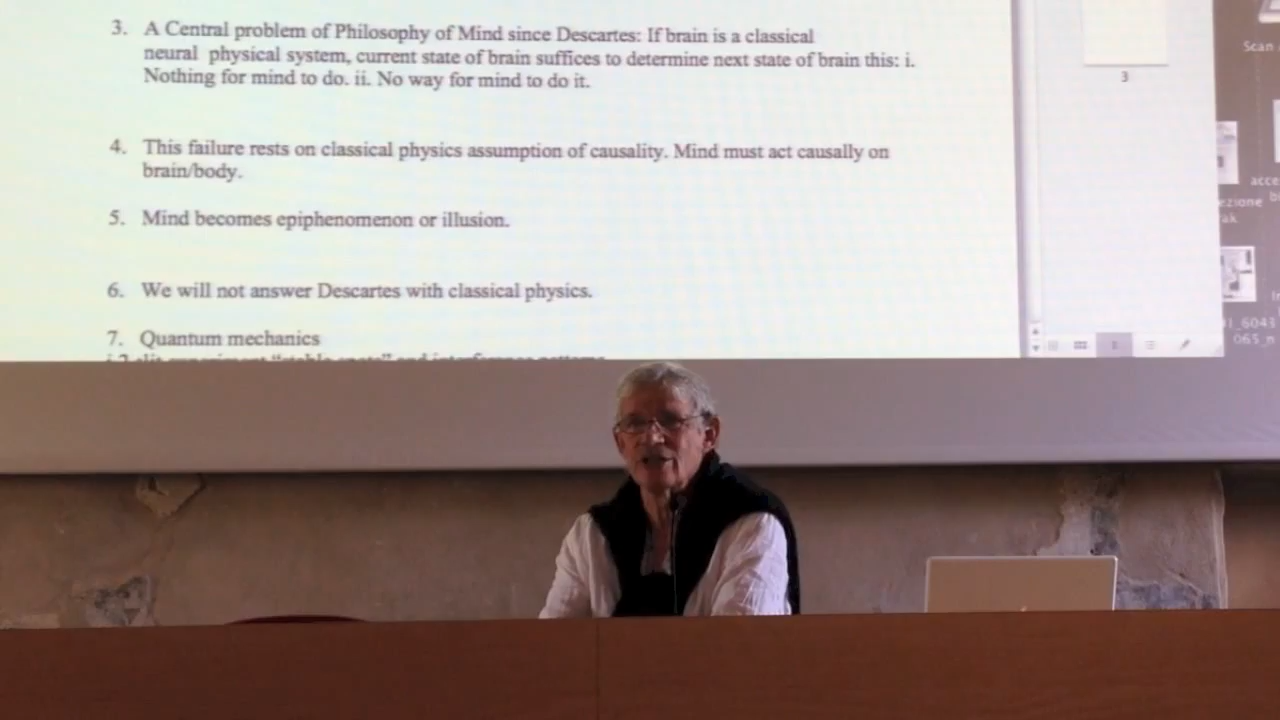 3. A Central problem of Philosophy of Mind since Descartes: If brain is a classical
neural physical system, current state of brain suffices to determine next state of brain this: i.
Nothing for mind to do. ii. No way for mind to do it.
4. This failure rests on classical physics assumption of causality. Mind must act causally on
brain/body.
5. Mind becomes epiphenomenon or illusion.
6. We will not answer Descartes with classical physics.
7. Quantum mechanics
3
Scan
acce
ezione
065_n